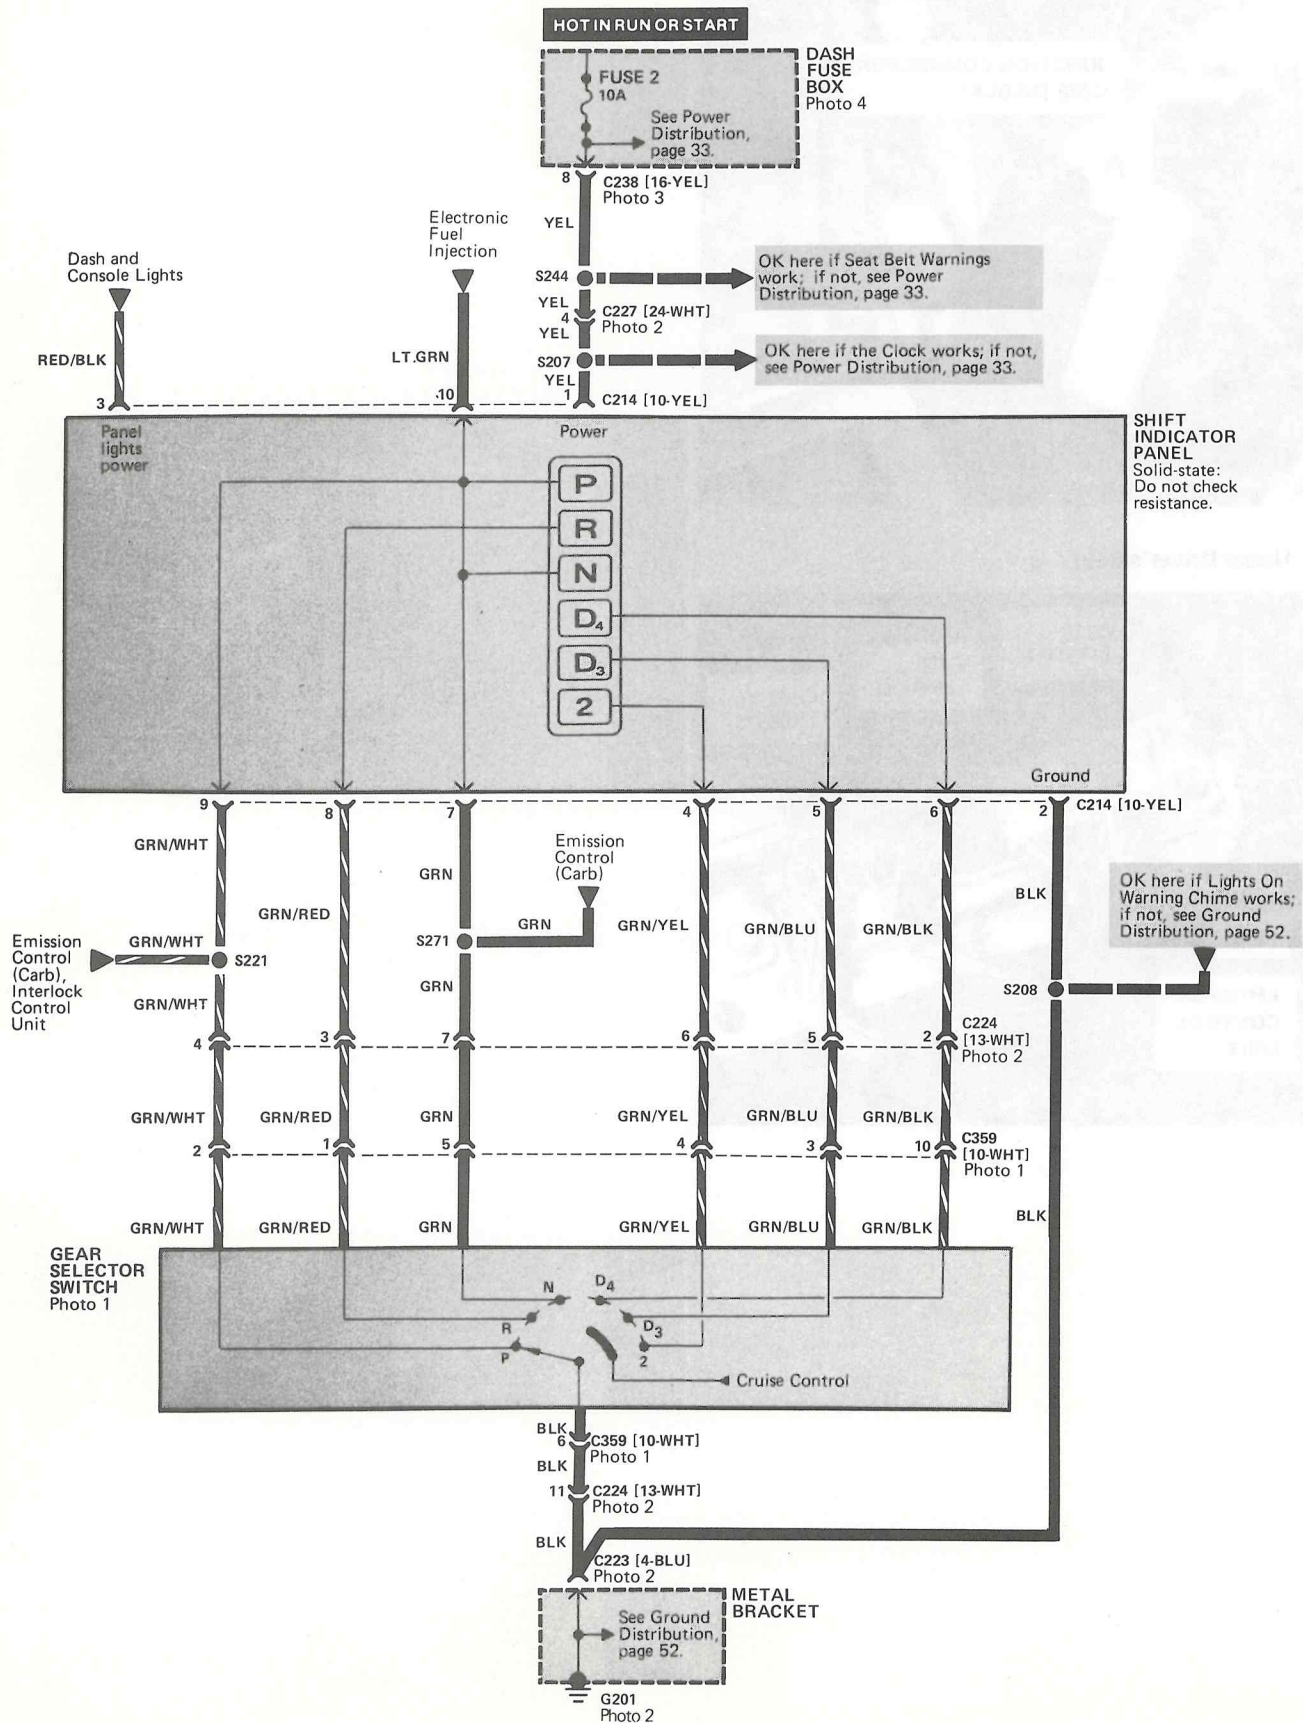 HOT IN RUN OR START
DASH
FUSE
BOX
Photo 4
FUSE 2
10A
See Power
Distribution,
page 33.
8
C238 [16-YEL]
Photo 3
YEL
Electronic
Fuel
Injection
Dash and
Console Lights
S244
OK here if Seat Belt Warnings
work; if not, see Power
Distribution, page 33.
YEL
4
C227 [24-WHT]
Photo 2
YEL
RED/BLK
LT.GRN
S207
OK here if the Clock works; if not,
see Power Distribution, page 33.
YEL
3
10
1
C214 [10-YEL]
Panel
lights
power
Power
SHIFT
INDICATOR
PANEL
Solid-state:
Do not check
resistance.
P
R
N
D4
D3
2
Ground
9
8
7
4
5
6
2
C214 [10-YEL]
GRN/WHT
GRN
Emission
Control
(Carb)
GRN/RED
GRN
GRN/YEL
GRN/BLU
GRN/BLK
BLK
OK here if Lights On
Warning Chime works;
if not, see Ground
Distribution, page 52.
Emission
Control
(Carb),
Interlock
Control
Unit
GRN/WHT
S221
S271
GRN
S208
GRN/WHT
4
3
7
6
5
2
C224
[13-WHT]
Photo 2
GRN/WHT
GRN/RED
GRN
GRN/YEL
GRN/BLU
GRN/BLK
2
1
5
4
3
10
C359
[10-WHT]
Photo 1
GRN/WHT
GRN/RED
GRN
GRN/YEL
GRN/BLU
GRN/BLK
BLK
GEAR
SELECTOR
SWITCH
Photo 1
N
D4
R
D3
P
2
Cruise Control
BLK
6
C359 [10-WHT]
Photo 1
BLK
11
C224 [13-WHT]
Photo 2
BLK
C223 [4-BLU]
Photo 2
METAL
BRACKET
See Ground
Distribution,
page 52.
G201
Photo 2